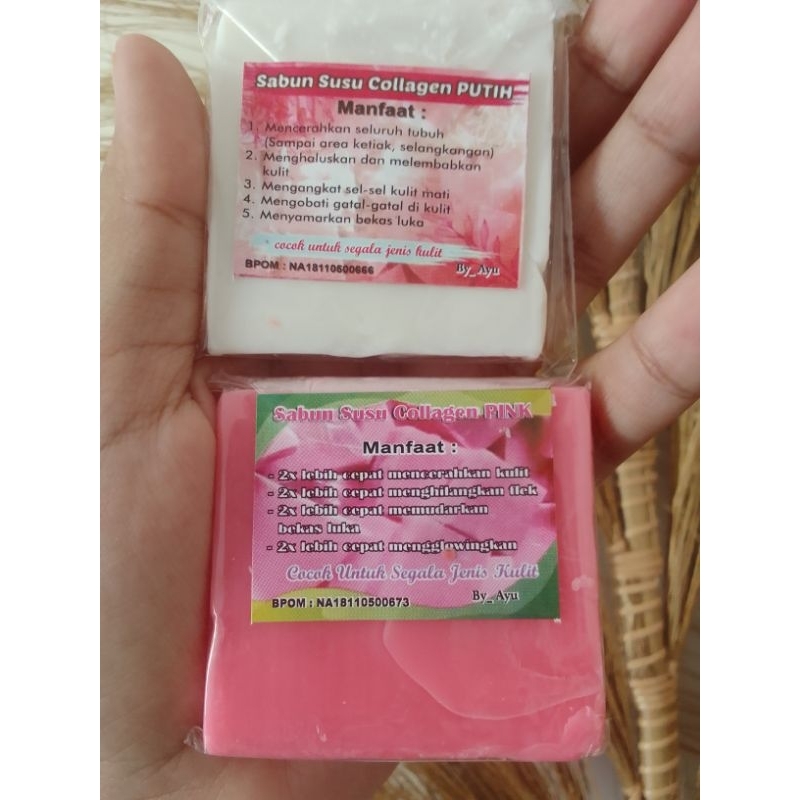 Sabun Susu Collagen PUTIH
Manfaat :
1. Mencerahkan seluruh tubuh
(Sampai area ketiak, selangkangan)
2. Menghaluskan dan melembabkan
kulit
3. Mengangkat sel-sel kulit mati
4. Mengobati gatal-gatal di kulit
5. Menyamarkan bekas luka
* cocok untuk segala jenis kulit
BPOM : NA18110500666
By_Ayu
Sabun Susu Collagen PINK
Manfaat :
- 2x lebih cepat mencerahkan kulit
- 2x lebih cepat menghilangkan flek
- 2x lebih cepat memudarkan
bekas luka
- 2x lebih cepat mengglowingkan
Cocok Untuk Segala Jenis Kulit
BPOM : NA18110500673
By_Ayu